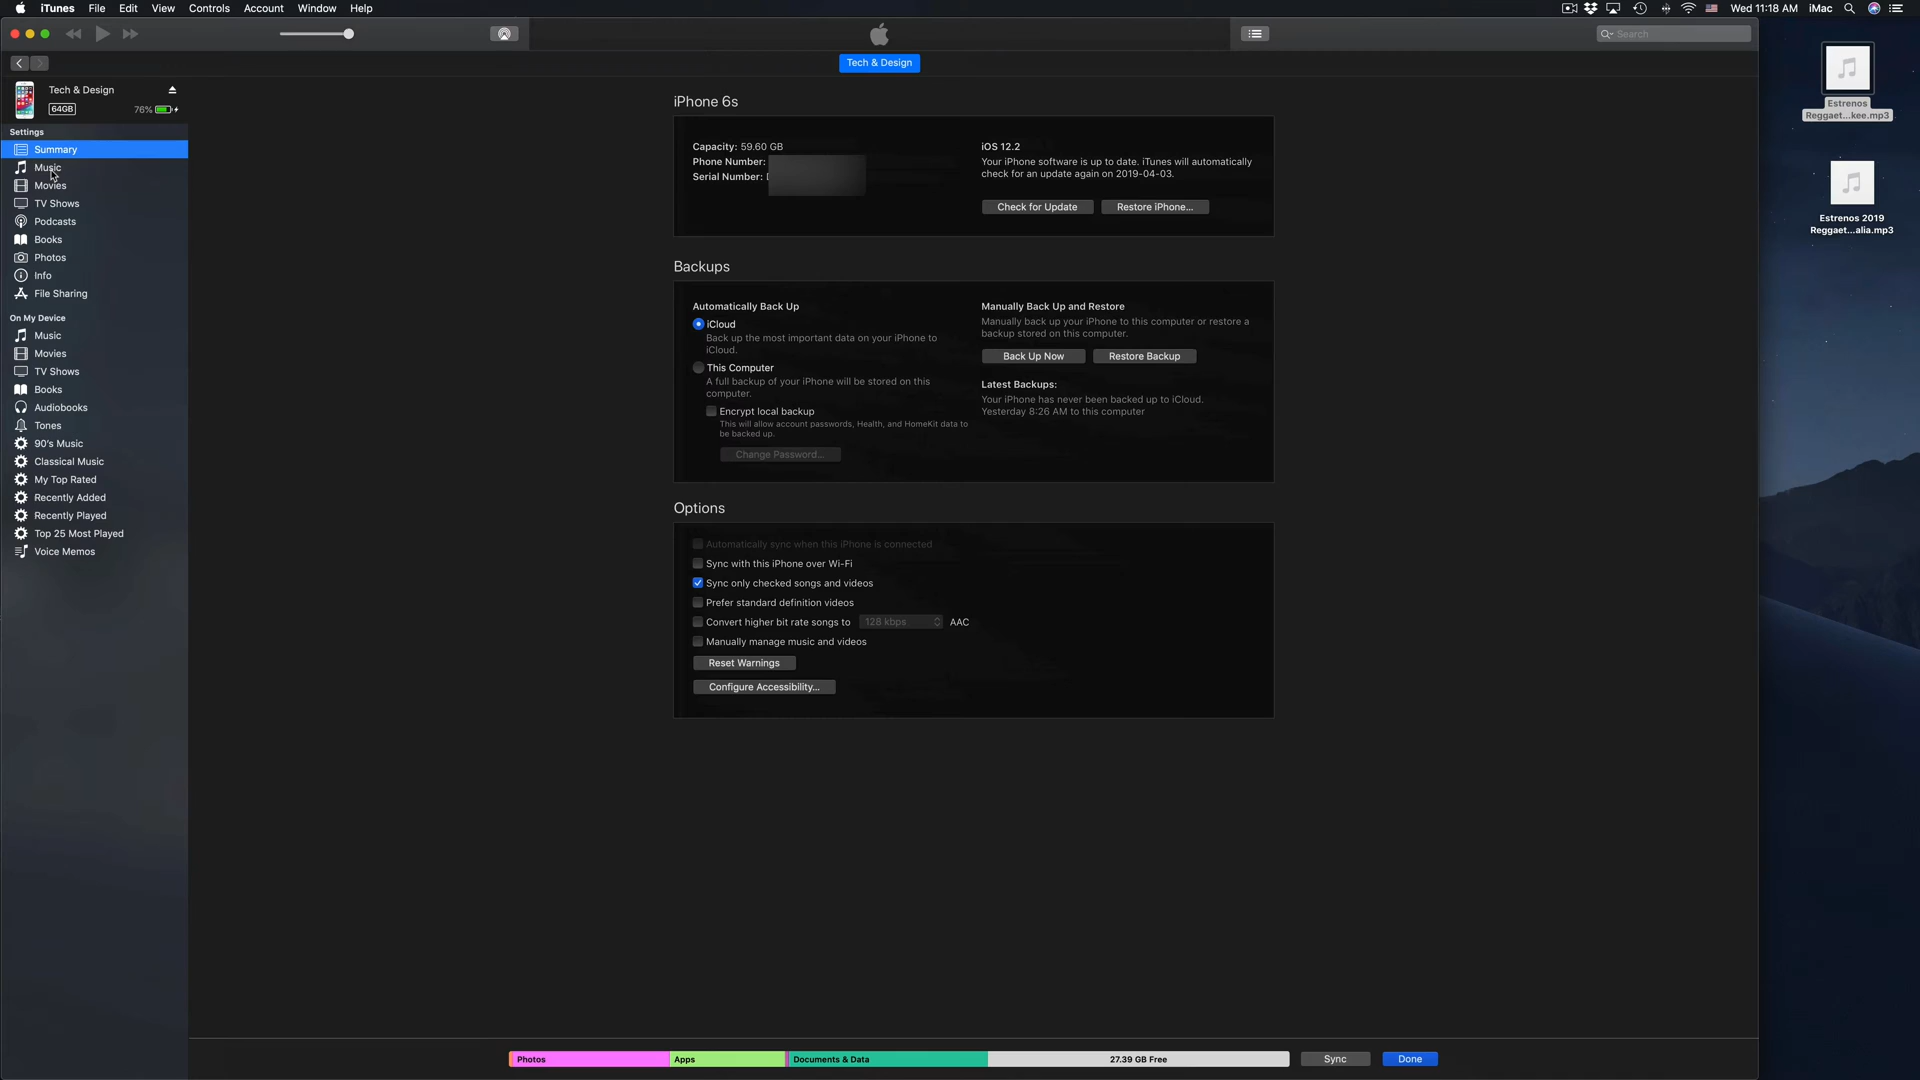 iTunes File Edit View Controls Account Window Help
Wed 11:18 AM iMac
Search
Tech & Design
Tech & Design
64GB
76%
Settings
Summary
Music
Movies
TV Shows
Podcasts
Books
Photos
Info
File Sharing
On My Device
Music
Movies
TV Shows
Books
Audiobooks
Tones
90's Music
Classical Music
My Top Rated
Recently Added
Recently Played
Top 25 Most Played
Voice Memos
iPhone 6s
Capacity: 59.60 GB
Phone Number:
Serial Number:
iOS 12.2
Your iPhone software is up to date. iTunes will automatically
check for an update again on 2019-04-03.
Check for Update
Restore iPhone...
Backups
Automatically Back Up
iCloud
Back up the most important data on your iPhone to
iCloud.
This Computer
A full backup of your iPhone will be stored on this
computer.
Encrypt local backup
This will allow account passwords, Health, and HomeKit data to
be backed up.
Change Password...
Manually Back Up and Restore
Manually back up your iPhone to this computer or restore a
backup stored on this computer.
Back Up Now
Restore Backup
Latest Backups:
Your iPhone has never been backed up to iCloud.
Yesterday 8:26 AM to this computer
Options
Automatically sync when this iPhone is connected
Sync with this iPhone over Wi-Fi
Sync only checked songs and videos
Prefer standard definition videos
Convert higher bit rate songs to 128 kbps AAC
Manually manage music and videos
Reset Warnings
Configure Accessibility...
Photos
Apps
Documents & Data
27.39 GB Free
Sync
Done
Estrenos
Reggaet...kee.mp3
Estrenos 2019
Reggaet...alia.mp3